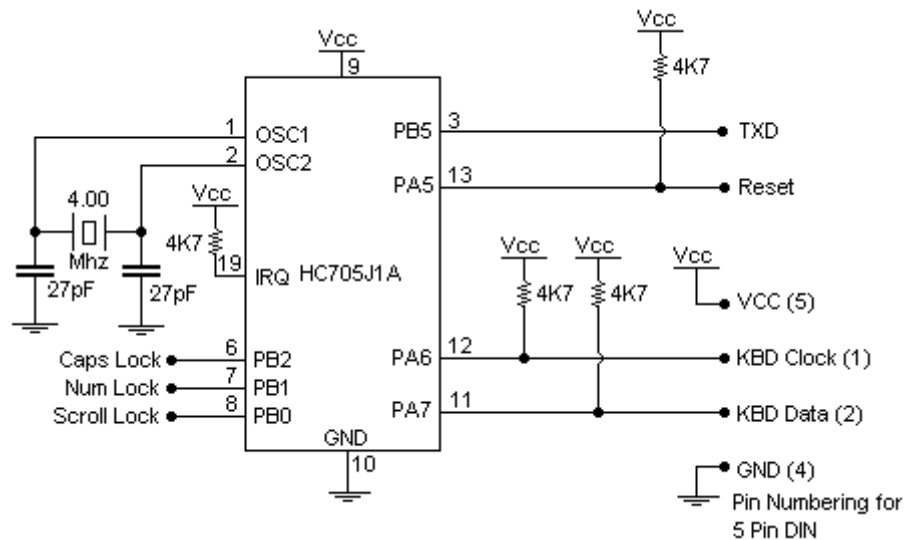 Vcc
Vcc
9
4K7
1
OSC1
PB5
3
TXD
2
OSC2
PA5
13
Reset
4.00
Mhz
Vcc
4K7
19
IRQ
HC705J1A
27pF
27pF
Vcc
Vcc
Vcc
4K7
4K7
VCC (5)
Caps Lock
6
PB2
PA6
12
KBD Clock (1)
Num Lock
7
PB1
Scroll Lock
8
PB0
PA7
11
KBD Data (2)
GND
10
GND (4)
Pin Numbering for
5 Pin DIN